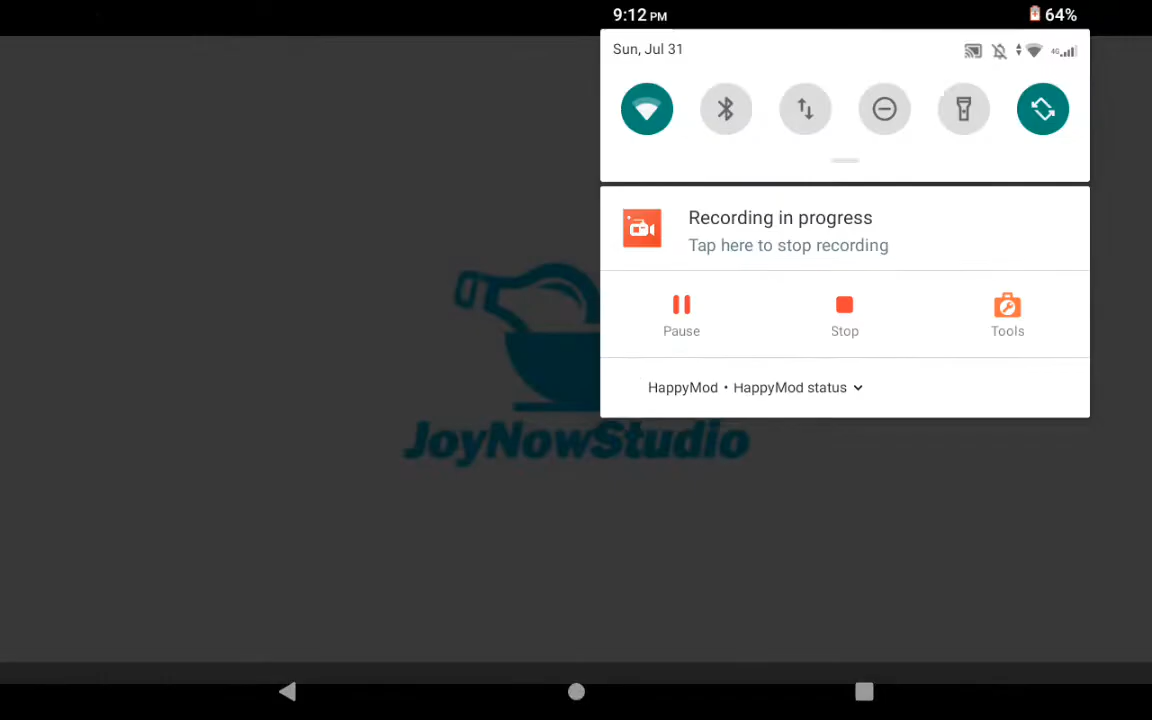 9:12 PM
64%
Sun, Jul 31
4G
Recording in progress
Tap here to stop recording
Pause
Stop
Tools
HappyMod • HappyMod status
JoyNowStudio